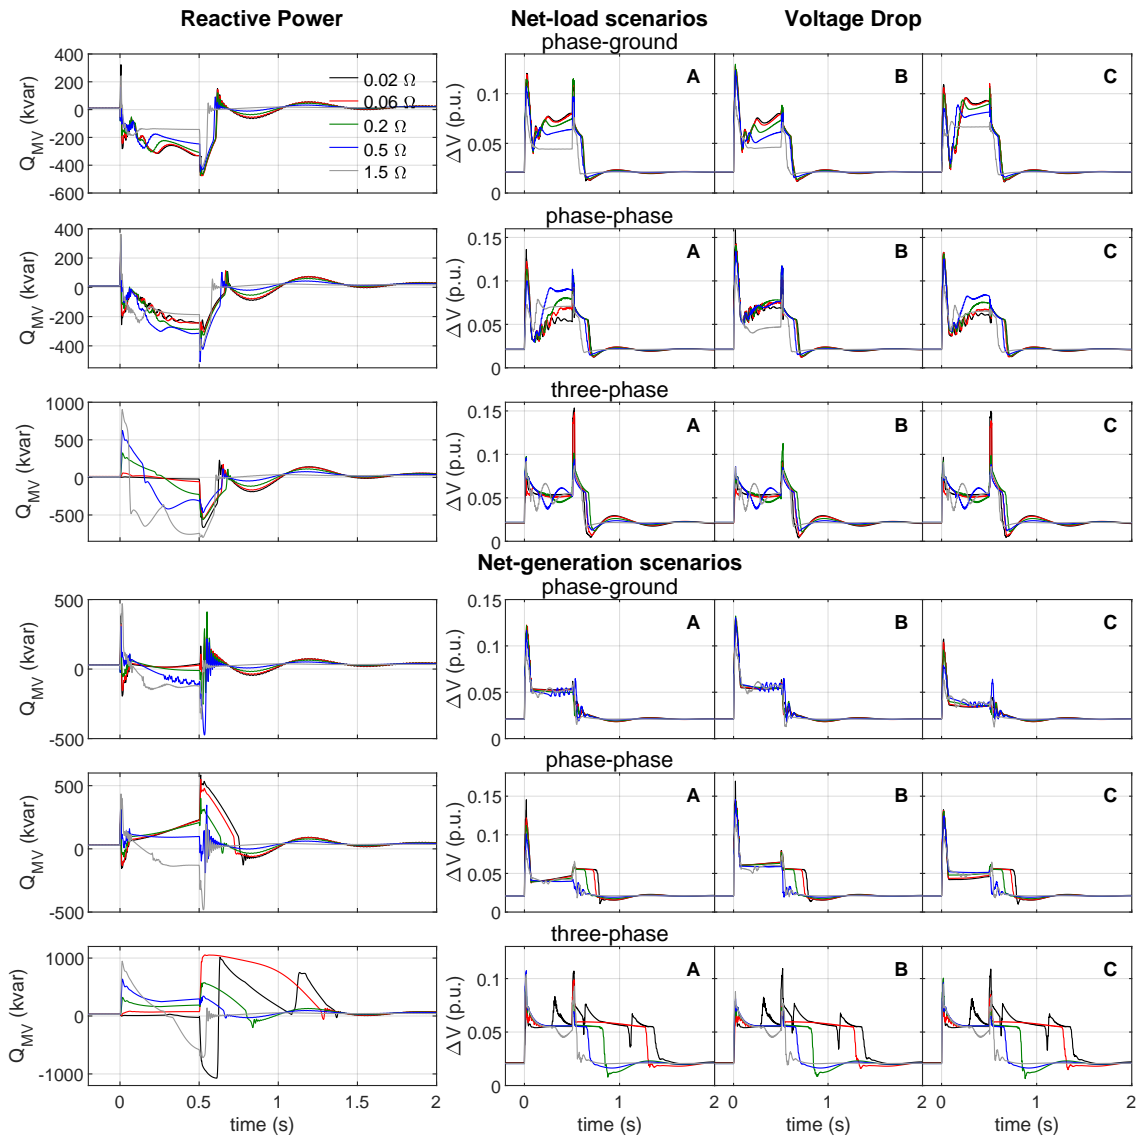 Reactive Power
Net-load scenarios
Voltage Drop
phase-ground
400
200
0
-200
-400
-600
Q_MV (kvar)
0.02 Ω
0.06 Ω
0.2 Ω
0.5 Ω
1.5 Ω
0.1
0.05
0
ΔV (p.u.)
A
B
C
phase-phase
400
200
0
-200
-400
Q_MV (kvar)
0.15
0.1
0.05
0
ΔV (p.u.)
A
B
C
three-phase
1000
500
0
-500
Q_MV (kvar)
0.15
0.1
0.05
0
ΔV (p.u.)
A
B
C
Net-generation scenarios
phase-ground
500
0
-500
Q_MV (kvar)
0.15
0.1
0.05
0
ΔV (p.u.)
A
B
C
phase-phase
500
0
-500
Q_MV (kvar)
0.15
0.1
0.05
0
ΔV (p.u.)
A
B
C
three-phase
1000
0
-1000
Q_MV (kvar)
0.1
0.05
0
ΔV (p.u.)
A
B
C
0 0.5 1 1.5 2
time (s)
0 1 2
time (s)
0 1 2
time (s)
0 1 2
time (s)